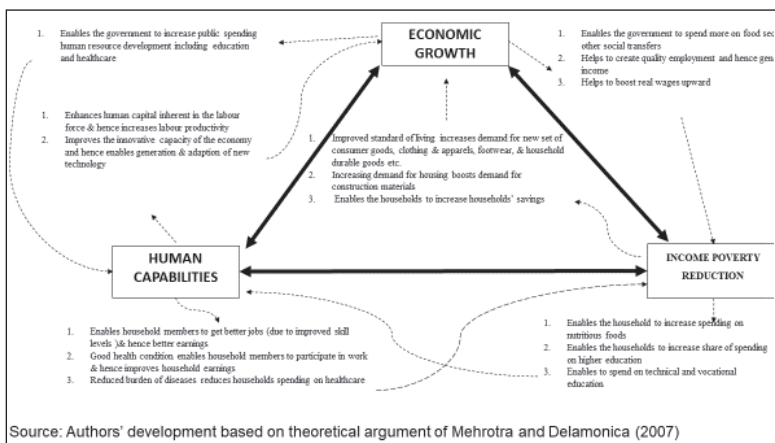 1. Enables the government to increase public spending
human resource development including education
and healthcare
ECONOMIC
GROWTH
1. Enables the government to spend more on food
other social transfers
2. Helps to create quality employment and hence
income
3. Helps to boost real wages upward
1. Enhances human capital inherent in the labour
force & hence increases labour productivity
2. Improves the innovative capacity of the economy
and hence enables generation & adaption of new
technology
1. Improved standard of living increases demand for new set of
consumer goods, clothing & apparels, footwear, & household
durable goods etc.
2. Increasing demand for housing boosts demand for
construction materials
3. Enables the households to increase households' savings
HUMAN
CAPABILITIES
INCOME POVERTY
REDUCTION
1. Enables household members to get better jobs (due to improved skill
levels )& hence better earnings
2. Good health condition enables household members to participate in work
& hence improves household earnings
3. Reduced burden of diseases reduces households spending on healthcare
1. Enables the household to increase spending on
nutritious foods
2. Enables the households to increase share of spending
on higher education
3. Enables to spend on technical and vocational
education
Source: Authors' development based on theoretical argument of Mehrotra and Delamonica (2007)